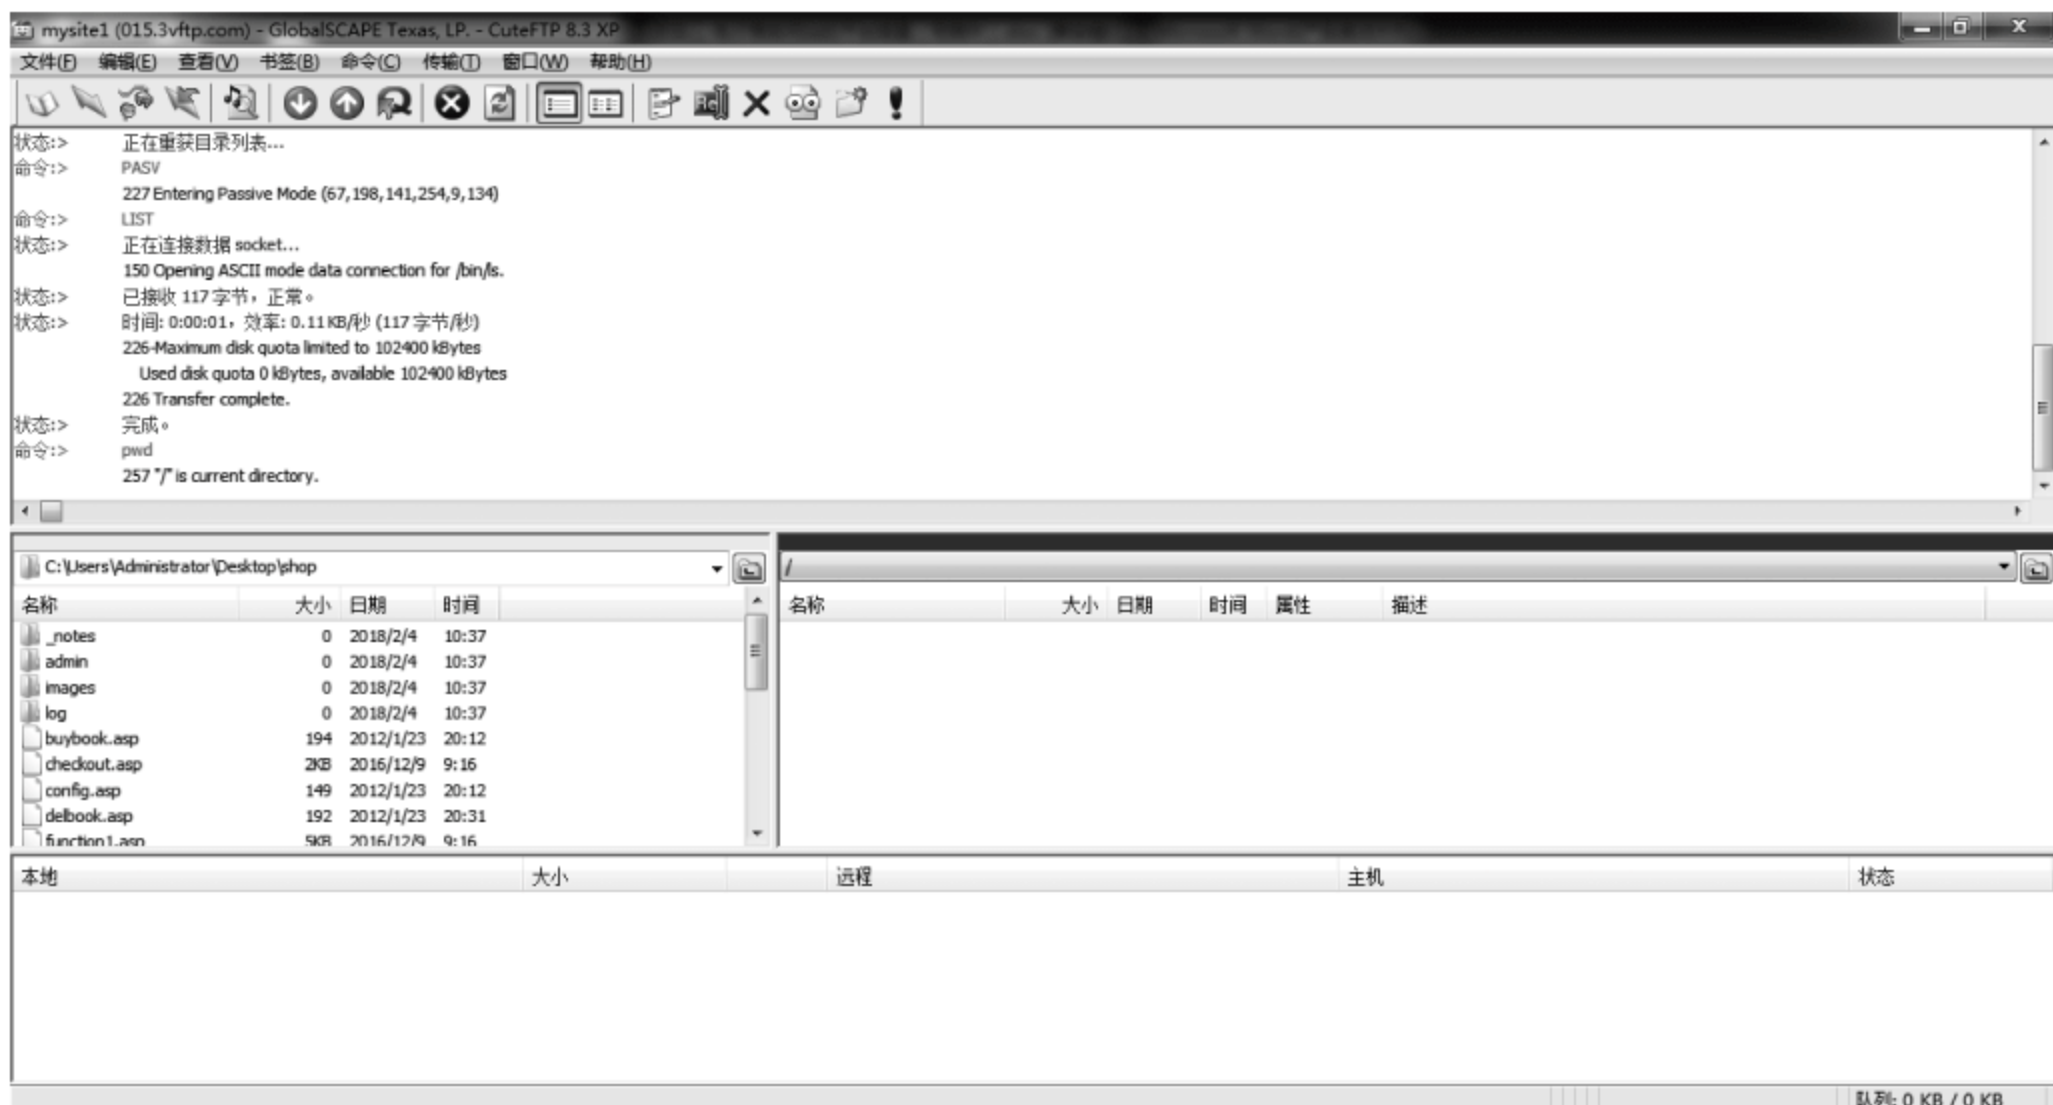 mysite1 (015.3vftp.com) - GlobalSCAPE Texas, LP. - CuteFTP 8.3 XP
文件(F) 编辑(E) 查看(V) 书签(B) 命令(C) 传输(T) 窗口(W) 帮助(H)
状态:> 正在重获目录列表...
命令:> PASV
227 Entering Passive Mode (67,198,141,254,9,134)
命令:> LIST
状态:> 正在连接数据 socket...
150 Opening ASCII mode data connection for /bin/ls.
状态:> 已接收 117 字节，正常。
状态:> 时间: 0:00:01，效率: 0.11 KB/秒 (117 字节/秒)
226-Maximum disk quota limited to 102400 kBytes
Used disk quota 0 kBytes, available 102400 kBytes
226 Transfer complete.
状态:> 完成。
命令:> pwd
257 "/" is current directory.
C:\Users\Administrator\Desktop\shop
名称 大小 日期 时间
_notes 0 2018/2/4 10:37
admin 0 2018/2/4 10:37
images 0 2018/2/4 10:37
log 0 2018/2/4 10:37
buybook.asp 194 2012/1/23 20:12
checkout.asp 2KB 2016/12/9 9:16
config.asp 149 2012/1/23 20:12
delbook.asp 192 2012/1/23 20:31
function1.asp 5KB 2016/12/9 9:16
/
名称 大小 日期 时间 属性 描述
本地 大小 远程 主机 状态
队列: 0 KB / 0 KB